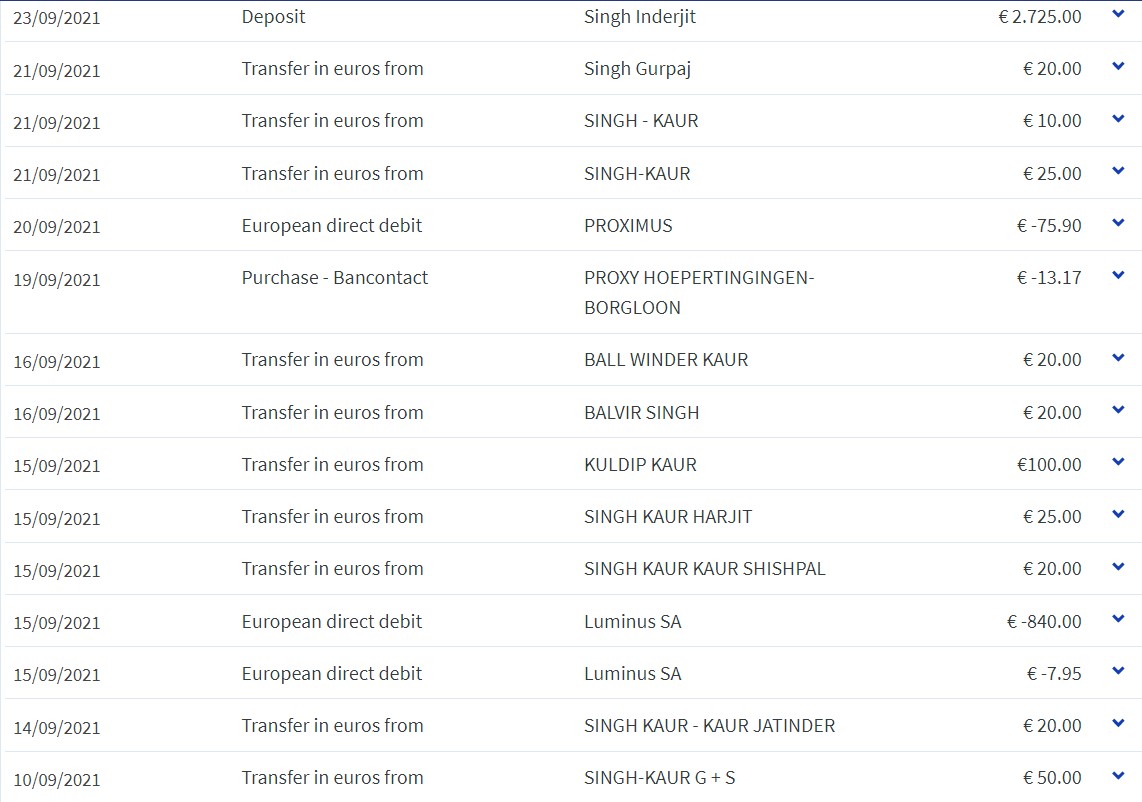 23/09/2021 Deposit Singh Inderjit € 2.725.00
21/09/2021 Transfer in euros from Singh Gurpaj € 20.00
21/09/2021 Transfer in euros from SINGH - KAUR € 10.00
21/09/2021 Transfer in euros from SINGH-KAUR € 25.00
20/09/2021 European direct debit PROXIMUS € -75.90
19/09/2021 Purchase - Bancontact PROXY HOEPERTINGINGEN-
BORGLOON € -13.17
16/09/2021 Transfer in euros from BALL WINDER KAUR € 20.00
16/09/2021 Transfer in euros from BALVIR SINGH € 20.00
15/09/2021 Transfer in euros from KULDIP KAUR €100.00
15/09/2021 Transfer in euros from SINGH KAUR HARJIT € 25.00
15/09/2021 Transfer in euros from SINGH KAUR KAUR SHISHPAL € 20.00
15/09/2021 European direct debit Luminus SA € -840.00
15/09/2021 European direct debit Luminus SA € -7.95
14/09/2021 Transfer in euros from SINGH KAUR - KAUR JATINDER € 20.00
10/09/2021 Transfer in euros from SINGH-KAUR G + S € 50.00